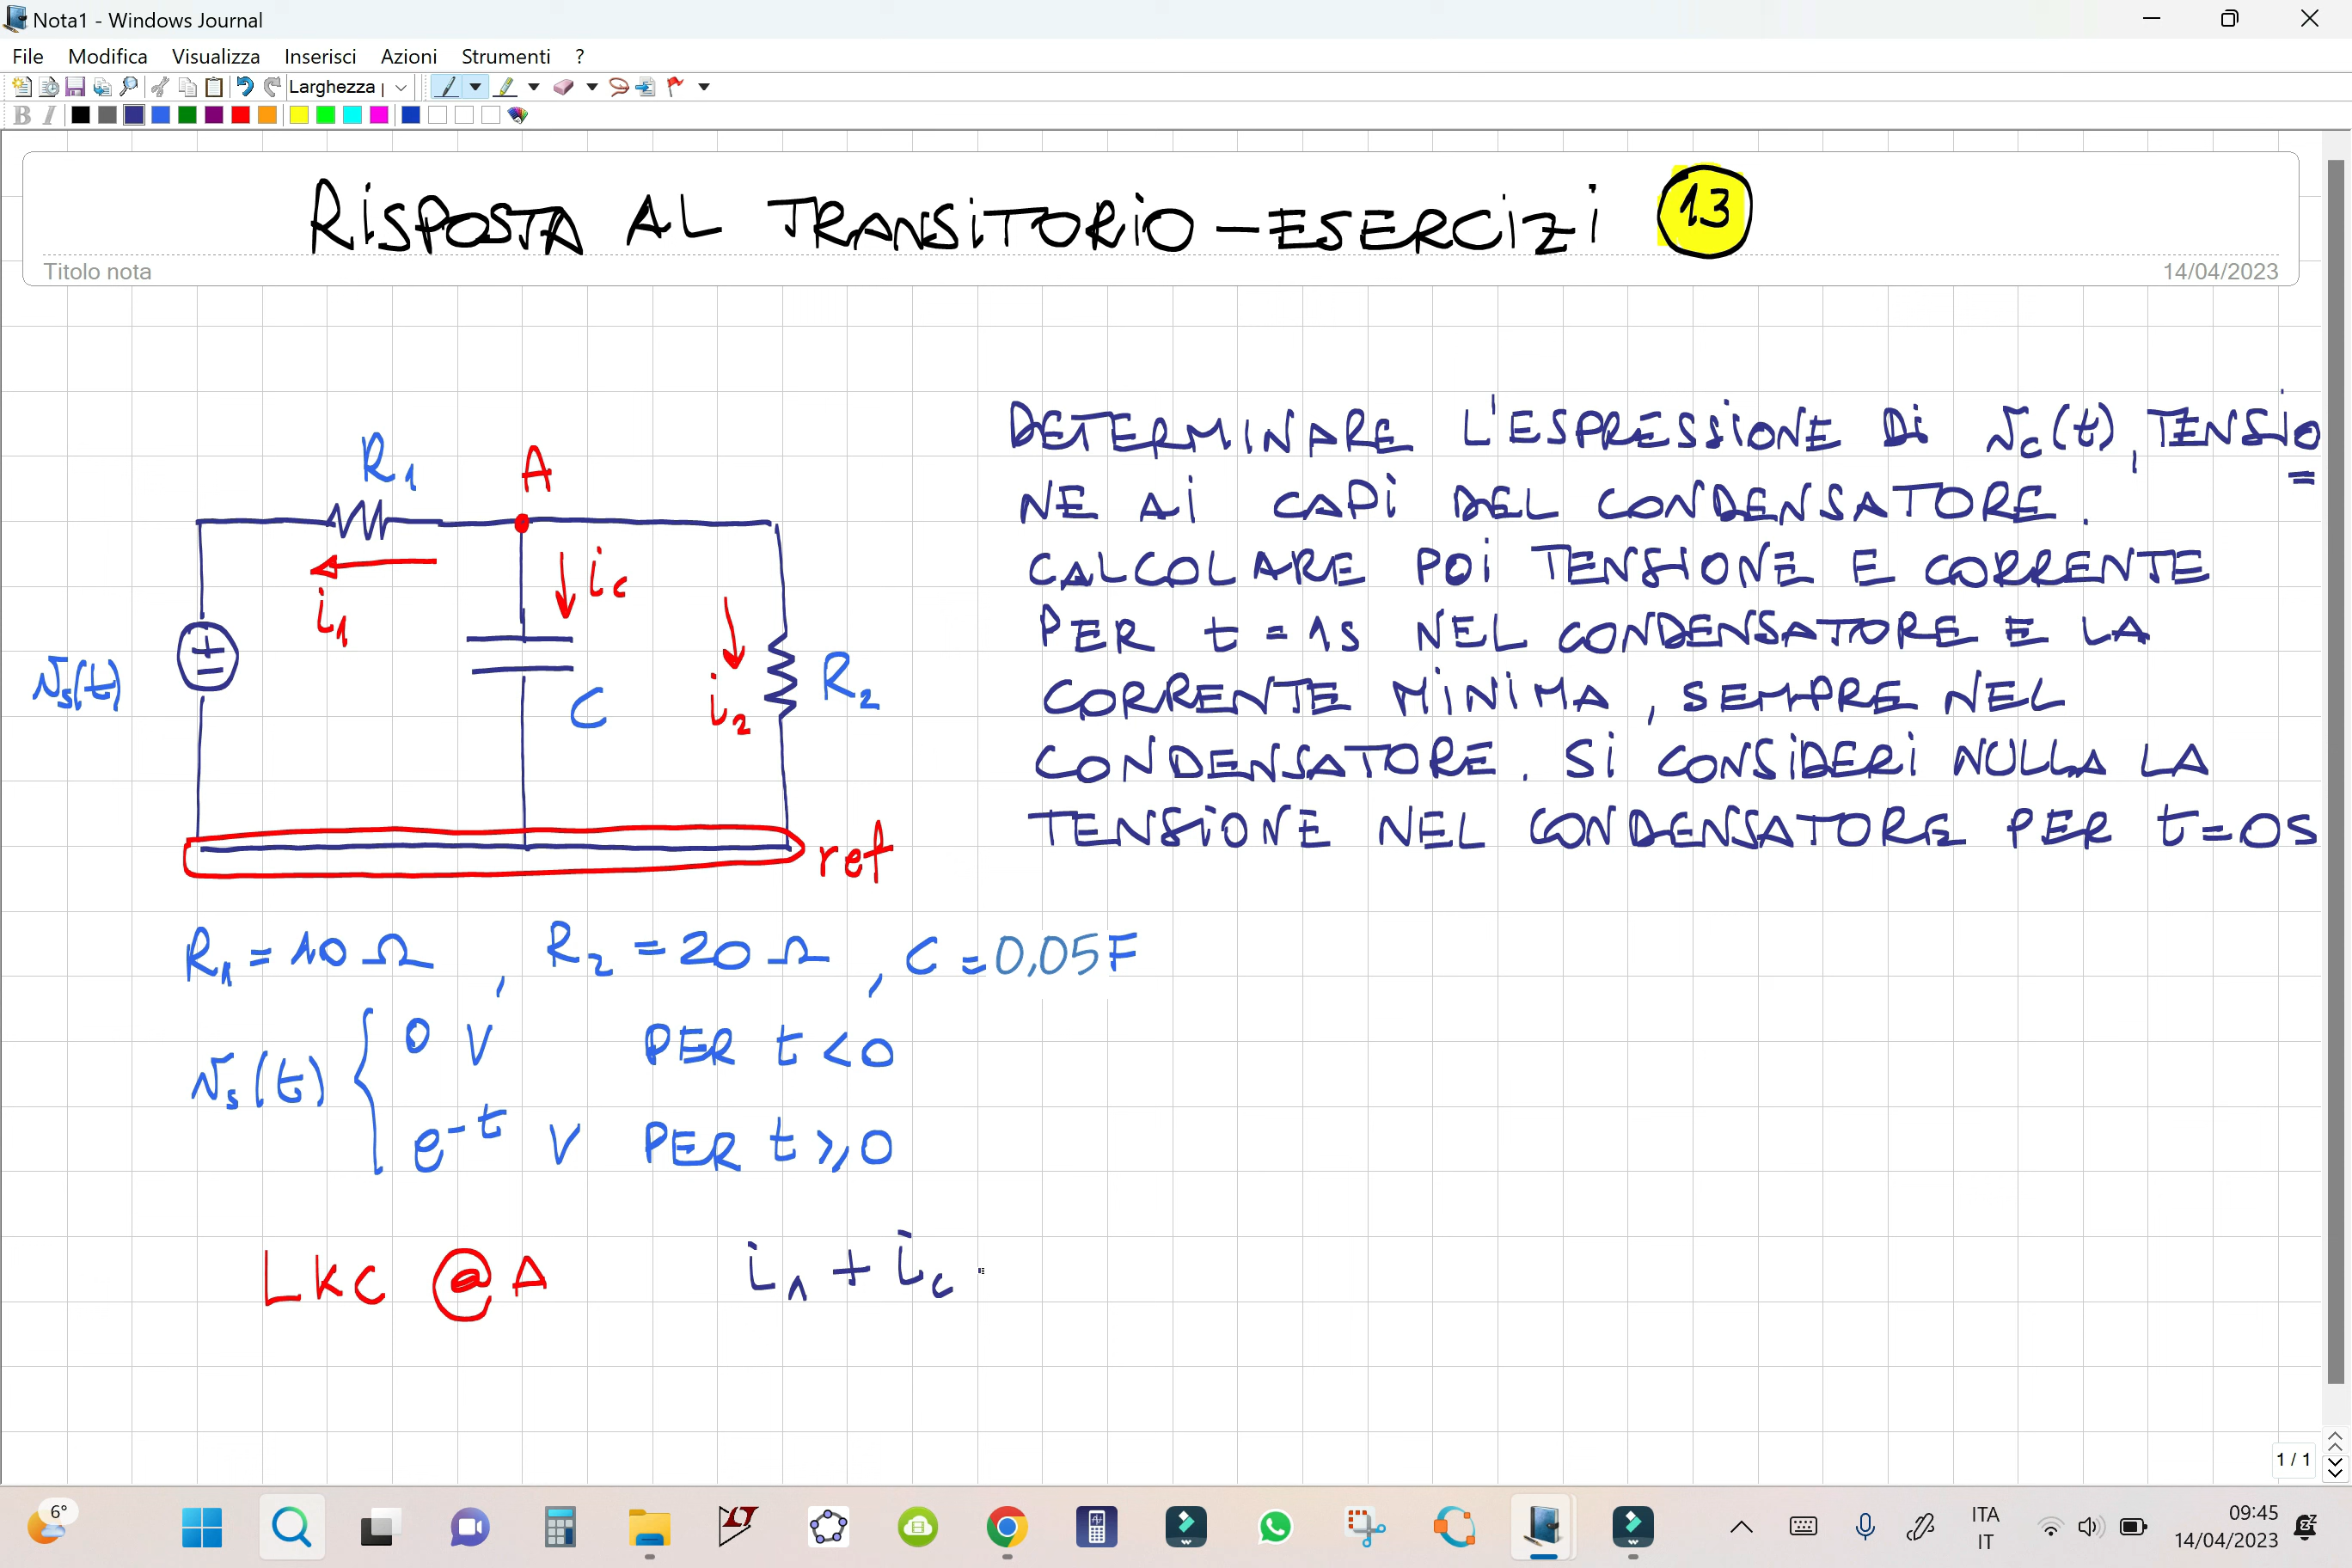 Nota1 - Windows Journal
File Modifica Visualizza Inserisci Azioni Strumenti ?
Larghezza
B I
RISPOSTA AL TRANSITORIO - ESERCIZI 13
Titolo nota
14/04/2023
DETERMINARE L'ESPRESSIONE DI vc(t), TENSIO=
NE AI CAPI DEL CONDENSATORE.
CALCOLARE POI TENSIONE E CORRENTE
PER t = 1s NEL CONDENSATORE E LA
CORRENTE MINIMA, SEMPRE NEL
CONDENSATORE. SI CONSIDERI NULLA LA
TENSIONE NEL CONDENSATORE PER t=0s
R1
A
i1
ic
+
vs(t)
C
i2
R2
ref
R1 = 10 Ω, R2 = 20 Ω, C = 0,05 F
vs(t) { 0 V PER t < 0
e^-t V PER t ⩾ 0
LKC @ A i1 + ic
1 / 1
6°
LT
ITA
IT
09:45
14/04/2023